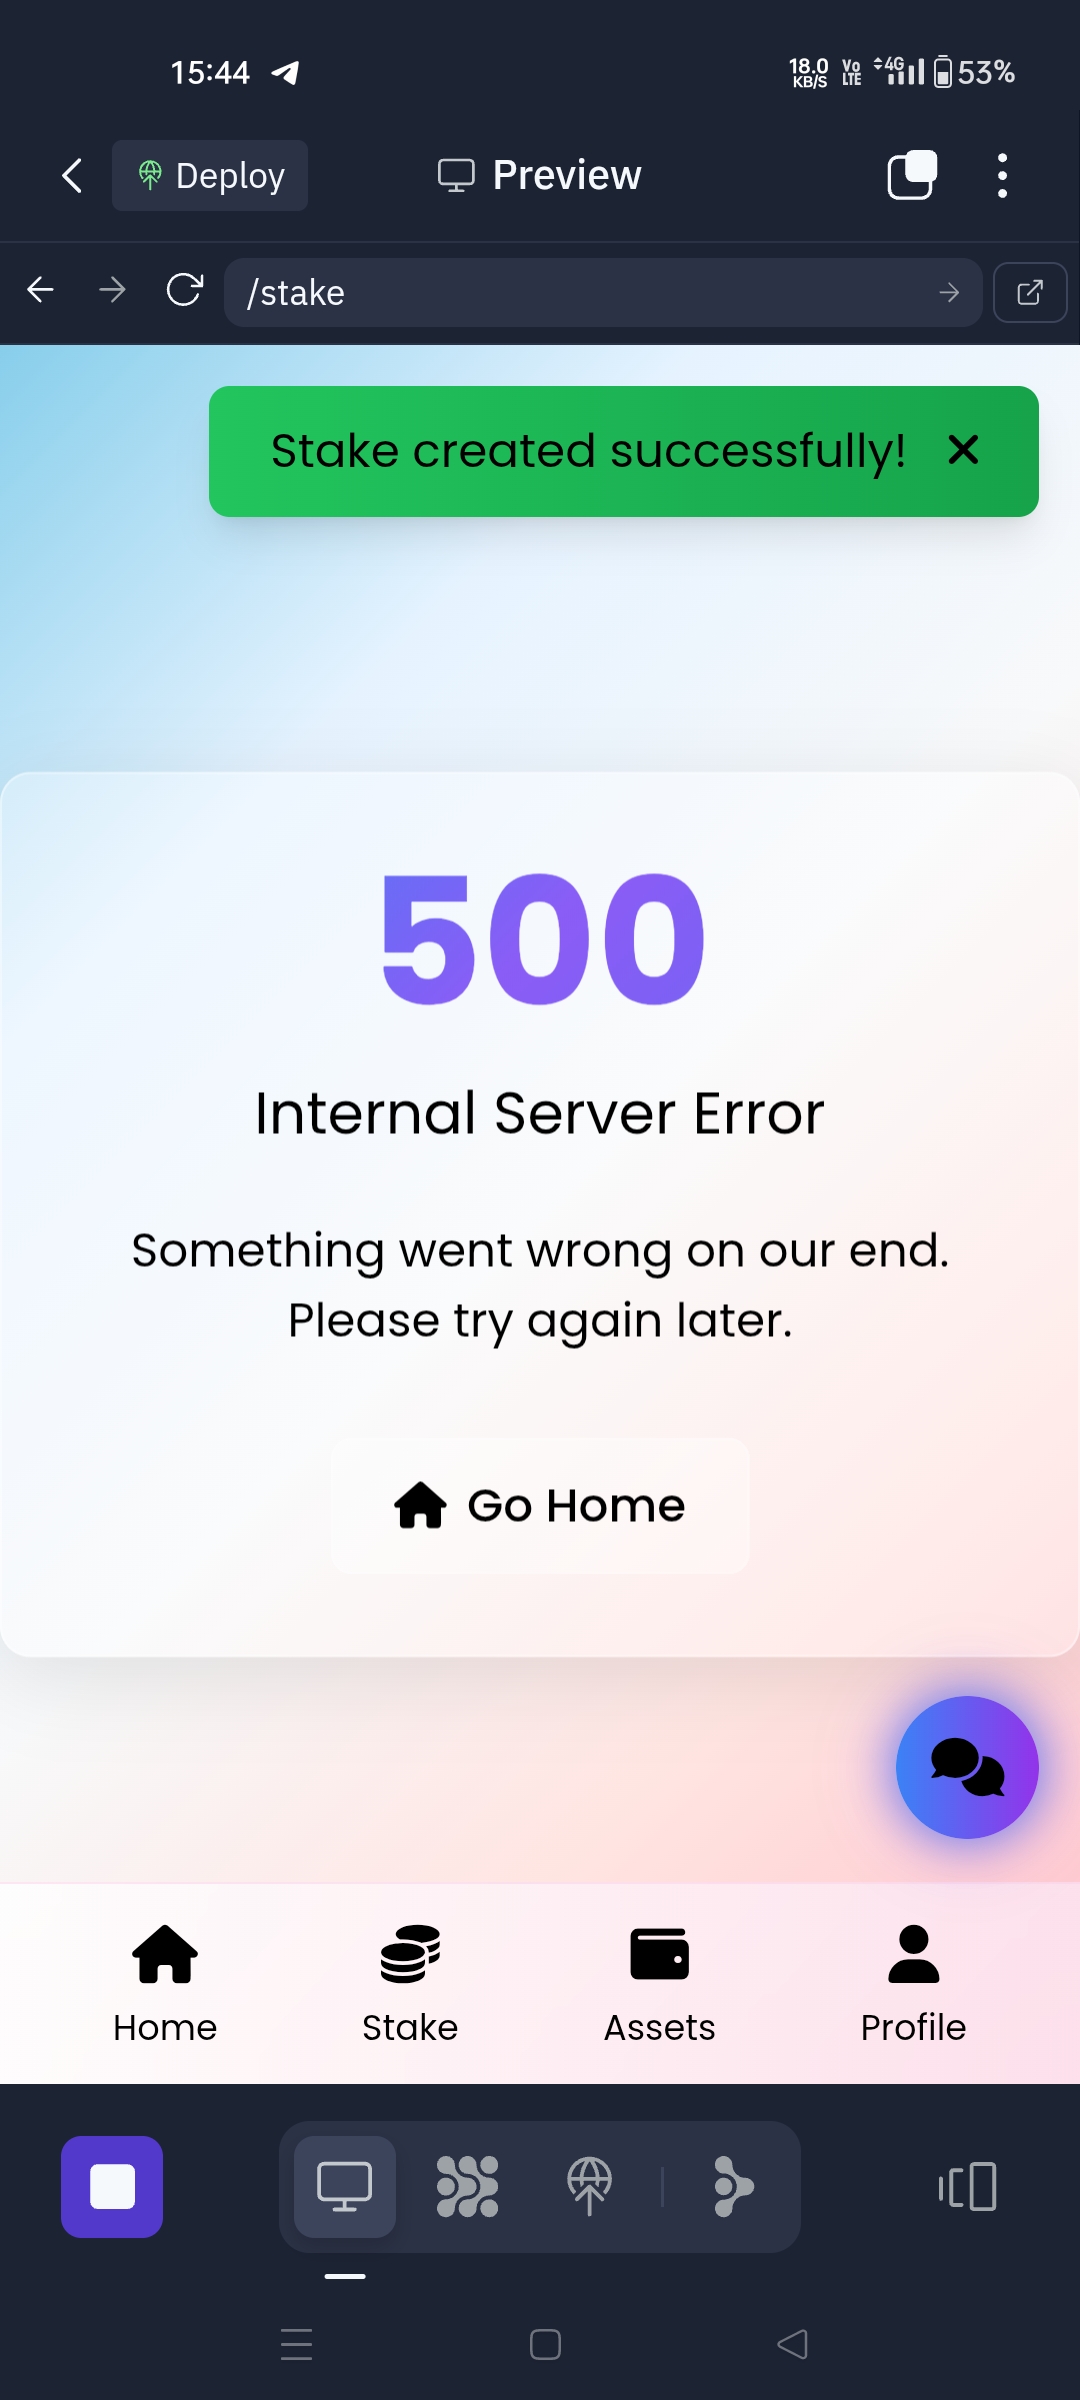 15:44
18.0 KB/S
Vo LTE
4G
53%
Deploy
Preview
/stake
Stake created successfully!
500
Internal Server Error
Something went wrong on our end.
Please try again later.
Go Home
Home
Stake
Assets
Profile